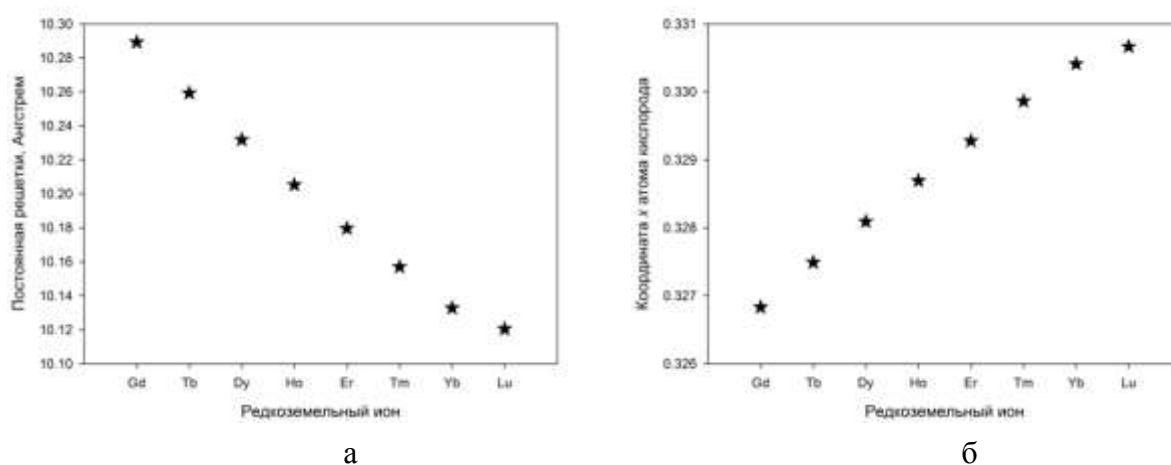 10.30
10.28
10.26
10.24
10.22
10.20
10.18
10.16
10.14
10.12
10.10
Постоянная решетки, Ангстрем
Gd Tb Dy Ho Er Tm Yb Lu
Редкоземельный ион
а
0.331
0.330
0.329
0.328
0.327
0.326
Координата x атома кислорода
Gd Tb Dy Ho Er Tm Yb Lu
Редкоземельный ион
б